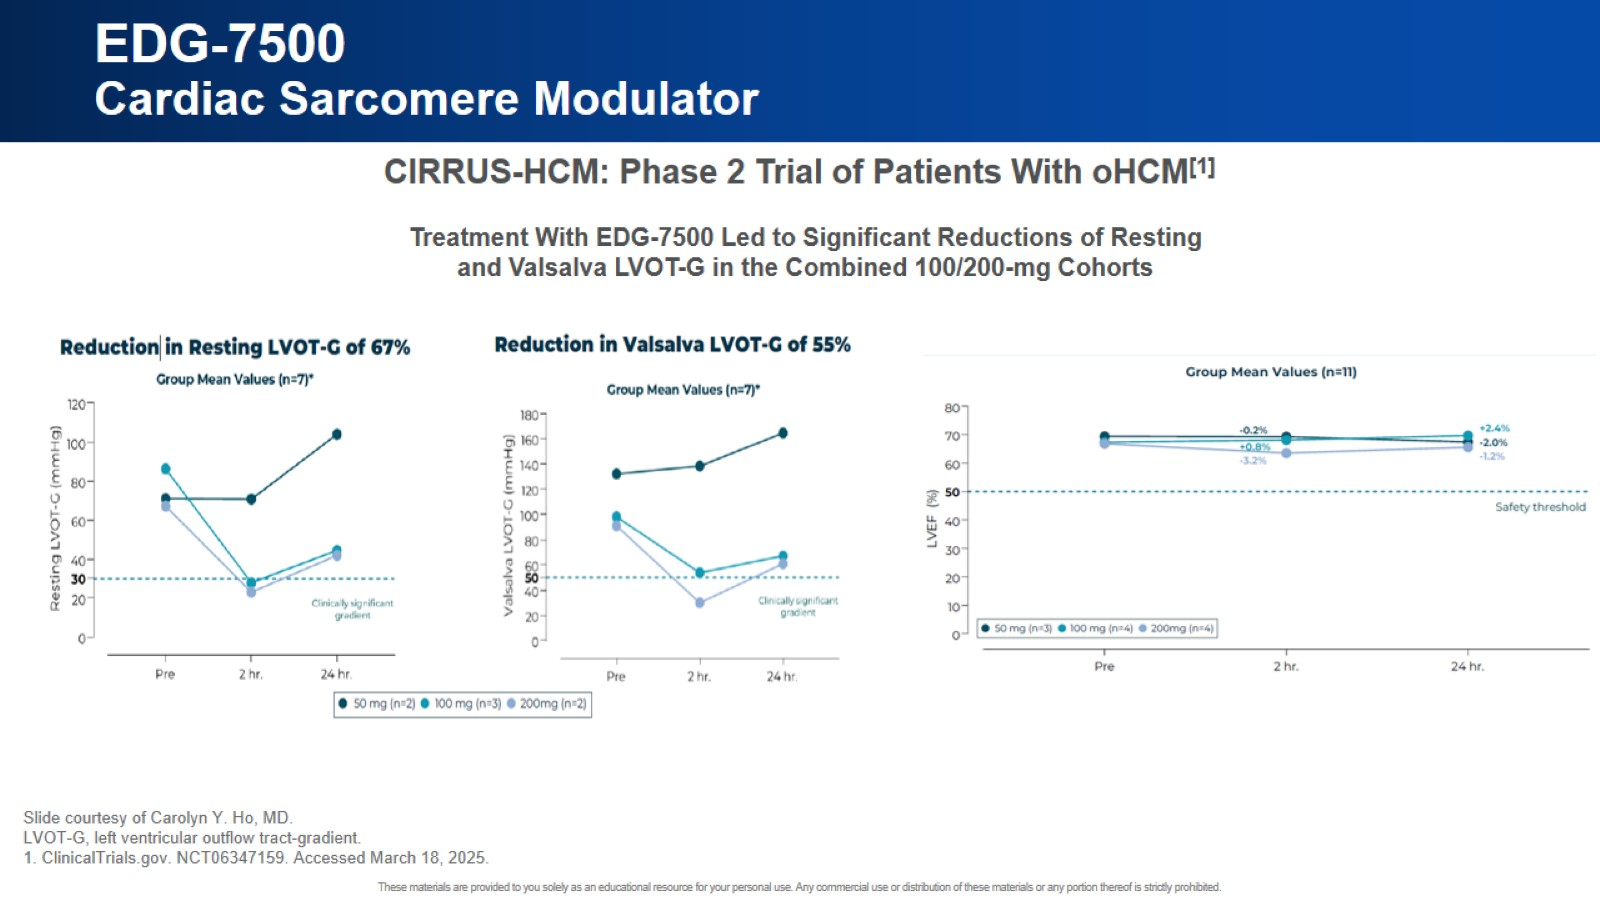 EDG-7500
Cardiac Sarcomere Modulator
CIRRUS-HCM: Phase 2 Trial of Patients With oHCM[1]
Treatment With EDG-7500 Led to Significant Reductions of Resting
and Valsalva LVOT-G in the Combined 100/200-mg Cohorts
Reduction in Resting LVOT-G of 67%
Group Mean Values (n=7)*
Resting LVOT-G (mmHg)
120
100
80
60
40
30
20
0
Clinically significant
gradient
Pre
2 hr.
24 hr.
Reduction in Valsalva LVOT-G of 55%
Group Mean Values (n=7)*
Valsalva LVOT-G (mmHg)
180
160
140
120
100
80
60
50
40
20
0
Clinically significant
gradient
Pre
2 hr.
24 hr.
50 mg (n=2) 100 mg (n=3) 200mg (n=2)
Group Mean Values (n=11)
LVEF (%)
80
70
60
50
40
30
20
10
0
-0.2%
+0.8%
-3.2%
+2.4%
-2.0%
-1.2%
Safety threshold
50 mg (n=3) 100 mg (n=4) 200mg (n=4)
Pre
2 hr.
24 hr.
Slide courtesy of Carolyn Y. Ho, MD.
LVOT-G, left ventricular outflow tract-gradient.
1. ClinicalTrials.gov. NCT06347159. Accessed March 18, 2025.
These materials are provided to you solely as an educational resource for your personal use. Any commercial use or distribution of these materials or any portion thereof is strictly prohibited.